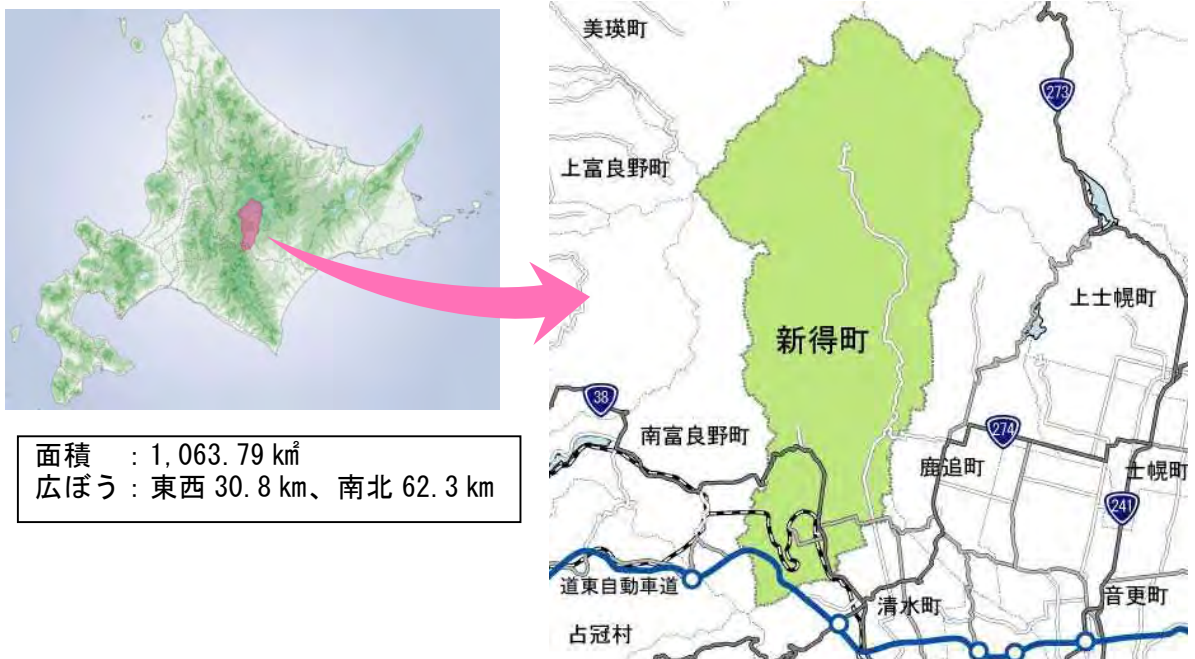 美瑛町
273
上富良野町
上士幌町
新得町
38
南富良野町
274
鹿追町
士幌町
241
道東自動車道
清水町
音更町
占冠村
面積　：1,063.79 ㎢
広ぼう：東西 30.8 ㎞、南北 62.3 ㎞